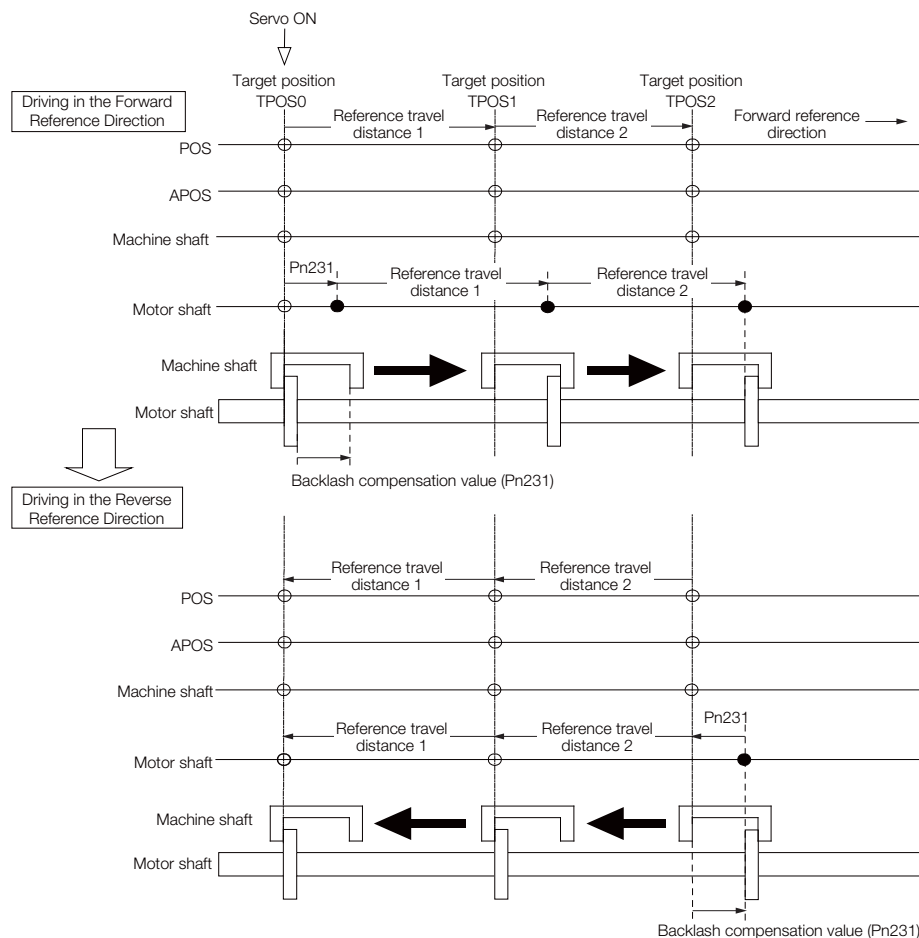 Servo ON
Target position
TPOS0
Target position
TPOS1
Target position
TPOS2
Driving in the Forward
Reference Direction
Reference travel
distance 1
Reference travel
distance 2
Forward reference
direction
POS
APOS
Machine shaft
Pn231
Reference travel
distance 1
Reference travel
distance 2
Motor shaft
Machine shaft
Motor shaft
Backlash compensation value (Pn231)
Driving in the Reverse
Reference Direction
Reference travel
distance 1
Reference travel
distance 2
POS
APOS
Machine shaft
Reference travel
distance 1
Reference travel
distance 2
Pn231
Motor shaft
Machine shaft
Motor shaft
Backlash compensation value (Pn231)